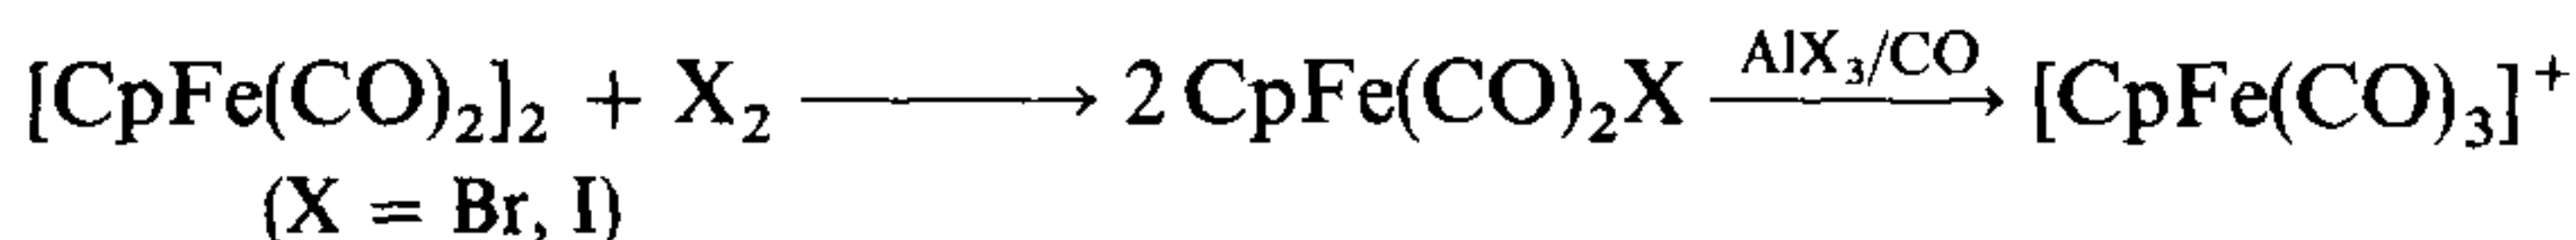 [CpFe(CO)₂]₂ + X₂ ⟶ 2 CpFe(CO)₂X —AlX₃/CO→ [CpFe(CO)₃]⁺
(X = Br, I)